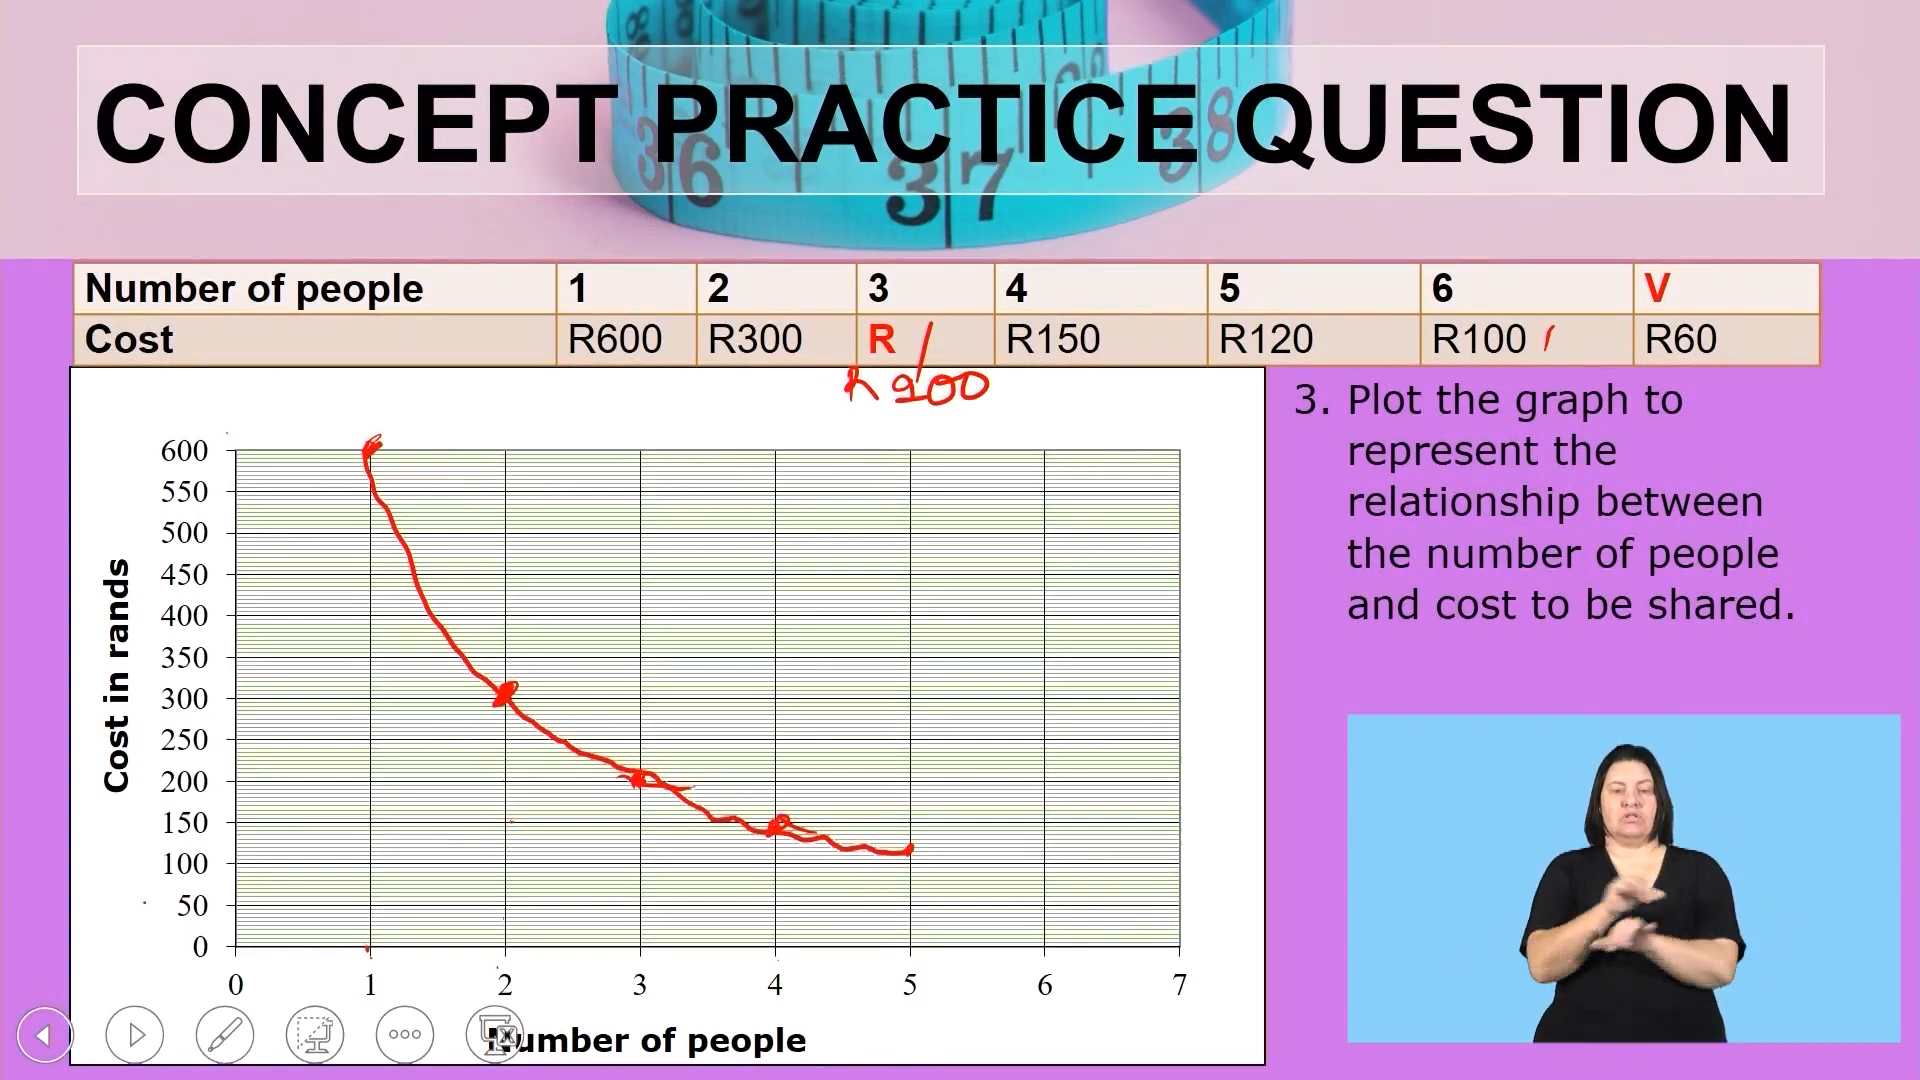 CONCEPT PRACTICE QUESTION
36 37 38
Number of people 1 2 3 4 5 6 V
Cost R600 R300 R R150 R120 R100 R60
R200
3. Plot the graph to
represent the
relationship between
the number of people
and cost to be shared.
Cost in rands
600
550
500
450
400
350
300
250
200
150
100
50
0
0 1 2 3 4 5 6 7
Number of people